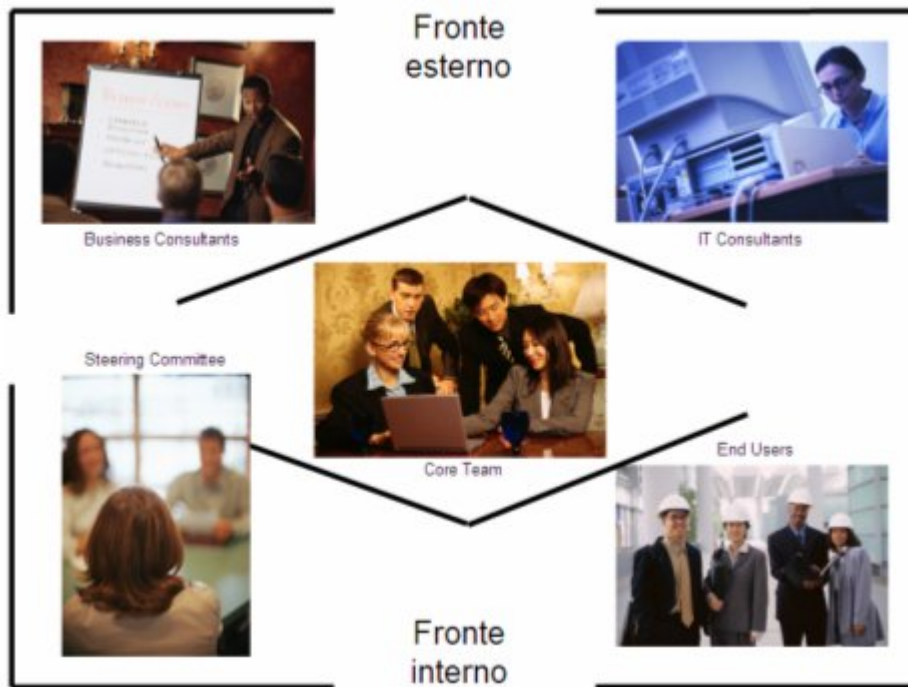 Fronte
esterno
Business Consultants
IT Consultants
Steering Committee
Core Team
End Users
Fronte
interno